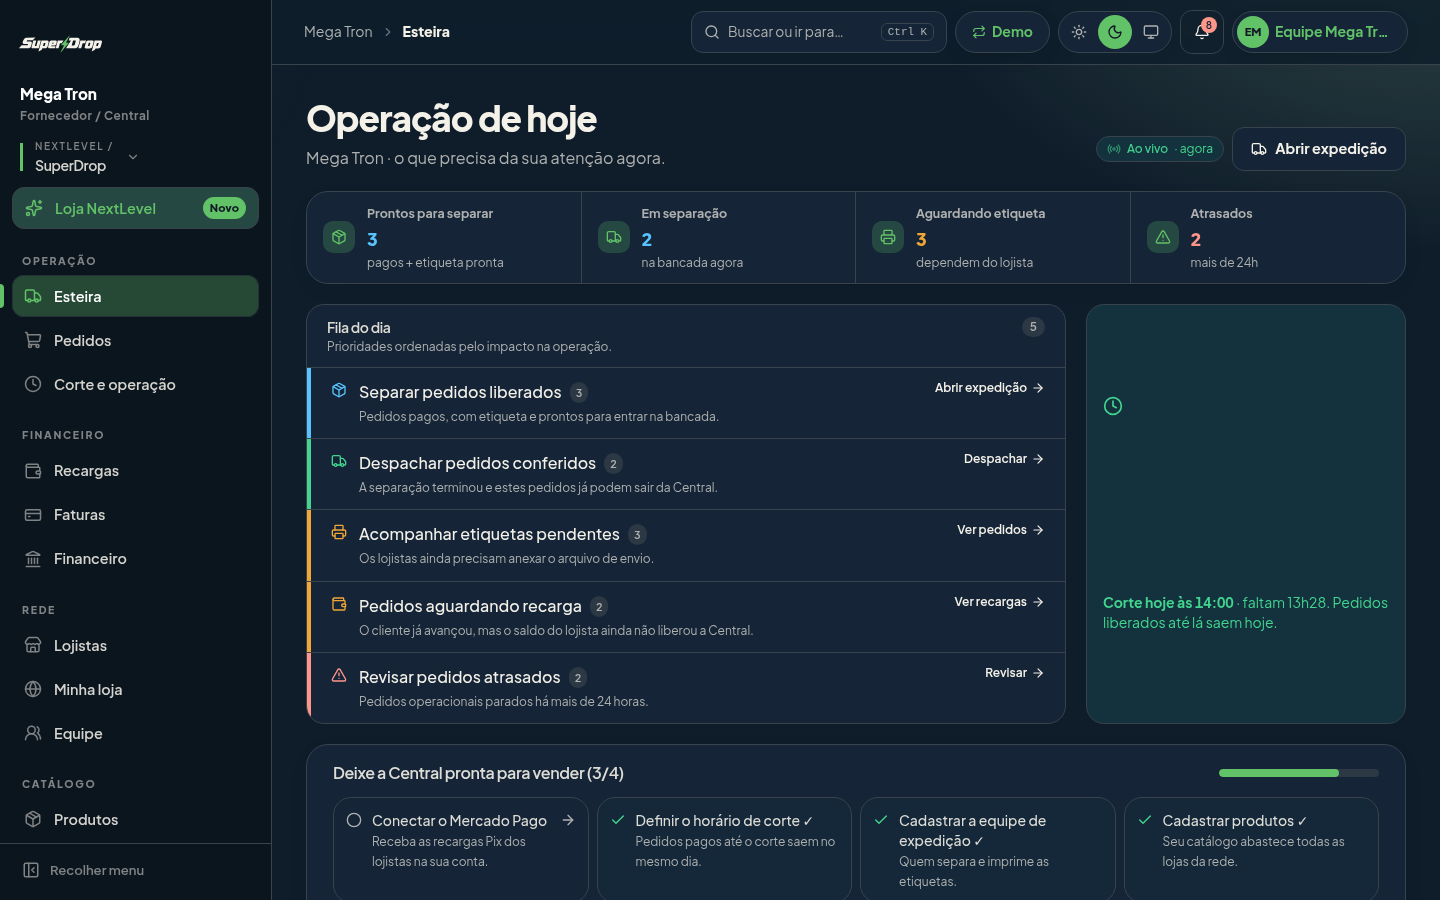 SuperDrop
Mega Tron
Fornecedor / Central
NEXTLEVEL /
SuperDrop
Loja NextLevel
Novo
OPERAÇÃO
Esteira
Pedidos
Corte e operação
FINANCEIRO
Recargas
Faturas
Financeiro
REDE
Lojistas
Minha loja
Equipe
CATÁLOGO
Produtos
Recolher menu
Mega Tron > Esteira
Buscar ou ir para...
Ctrl K
Demo
8
EM
Equipe Mega Tr...
Operação de hoje
Mega Tron · o que precisa da sua atenção agora.
Ao vivo · agora
Abrir expedição
Prontos para separar
3
pagos + etiqueta pronta
Em separação
2
na bancada agora
Aguardando etiqueta
3
dependem do lojista
Atrasados
2
mais de 24h
Fila do dia
5
Prioridades ordenadas pelo impacto na operação.
Separar pedidos liberados 3
Abrir expedição →
Pedidos pagos, com etiqueta e prontos para entrar na bancada.
Despachar pedidos conferidos 2
Despachar →
A separação terminou e estes pedidos já podem sair da Central.
Acompanhar etiquetas pendentes 3
Ver pedidos →
Os lojistas ainda precisam anexar o arquivo de envio.
Pedidos aguardando recarga 2
Ver recargas →
O cliente já avançou, mas o saldo do lojista ainda não liberou a Central.
Revisar pedidos atrasados 2
Revisar →
Pedidos operacionais parados há mais de 24 horas.
Corte hoje às 14:00 · faltam 13h28. Pedidos
liberados até lá saem hoje.
Deixe a Central pronta para vender (3/4)
Conectar o Mercado Pago →
Receba as recargas Pix dos
lojistas na sua conta.
Definir o horário de corte ✓
Pedidos pagos até o corte saem no
mesmo dia.
Cadastrar a equipe de
expedição ✓
Quem separa e imprime as
etiquetas.
Cadastrar produtos ✓
Seu catálogo abastece todas as
lojas da rede.